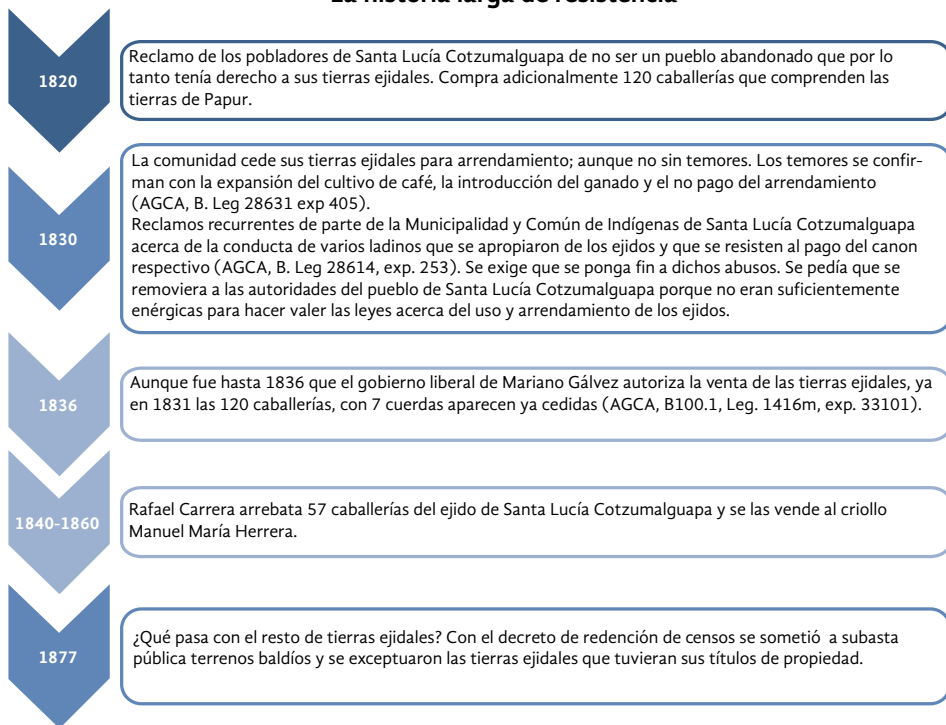 La historia larga de resistencia
1820
Reclamo de los pobladores de Santa Lucía Cotzumalguapa de no ser un pueblo abandonado que por lo
tanto tenía derecho a sus tierras ejidales. Compra adicionalmente 120 caballerías que comprenden las
tierras de Papur.
1830
La comunidad cede sus tierras ejidales para arrendamiento; aunque no sin temores. Los temores se confir-
man con la expansión del cultivo de café, la introducción del ganado y el no pago del arrendamiento
(AGCA, B. Leg 28631 exp 405).
Reclamos recurrentes de parte de la Municipalidad y Común de Indígenas de Santa Lucía Cotzumalguapa
acerca de la conducta de varios ladinos que se apropiaron de los ejidos y que se resisten al pago del canon
respectivo (AGCA, B. Leg 28614, exp. 253). Se exige que se ponga fin a dichos abusos. Se pedía que se
removiera a las autoridades del pueblo de Santa Lucía Cotzumalguapa porque no eran suficientemente
enérgicas para hacer valer las leyes acerca del uso y arrendamiento de los ejidos.
1836
Aunque fue hasta 1836 que el gobierno liberal de Mariano Gálvez autoriza la venta de las tierras ejidales, ya
en 1831 las 120 caballerías, con 7 cuerdas aparecen ya cedidas (AGCA, B100.1, Leg. 1416m, exp. 33101).
1840-1860
Rafael Carrera arrebata 57 caballerías del ejido de Santa Lucía Cotzumalguapa y se las vende al criollo
Manuel María Herrera.
1877
¿Qué pasa con el resto de tierras ejidales? Con el decreto de redención de censos se sometió a subasta
pública terrenos baldíos y se exceptuaron las tierras ejidales que tuvieran sus títulos de propiedad.